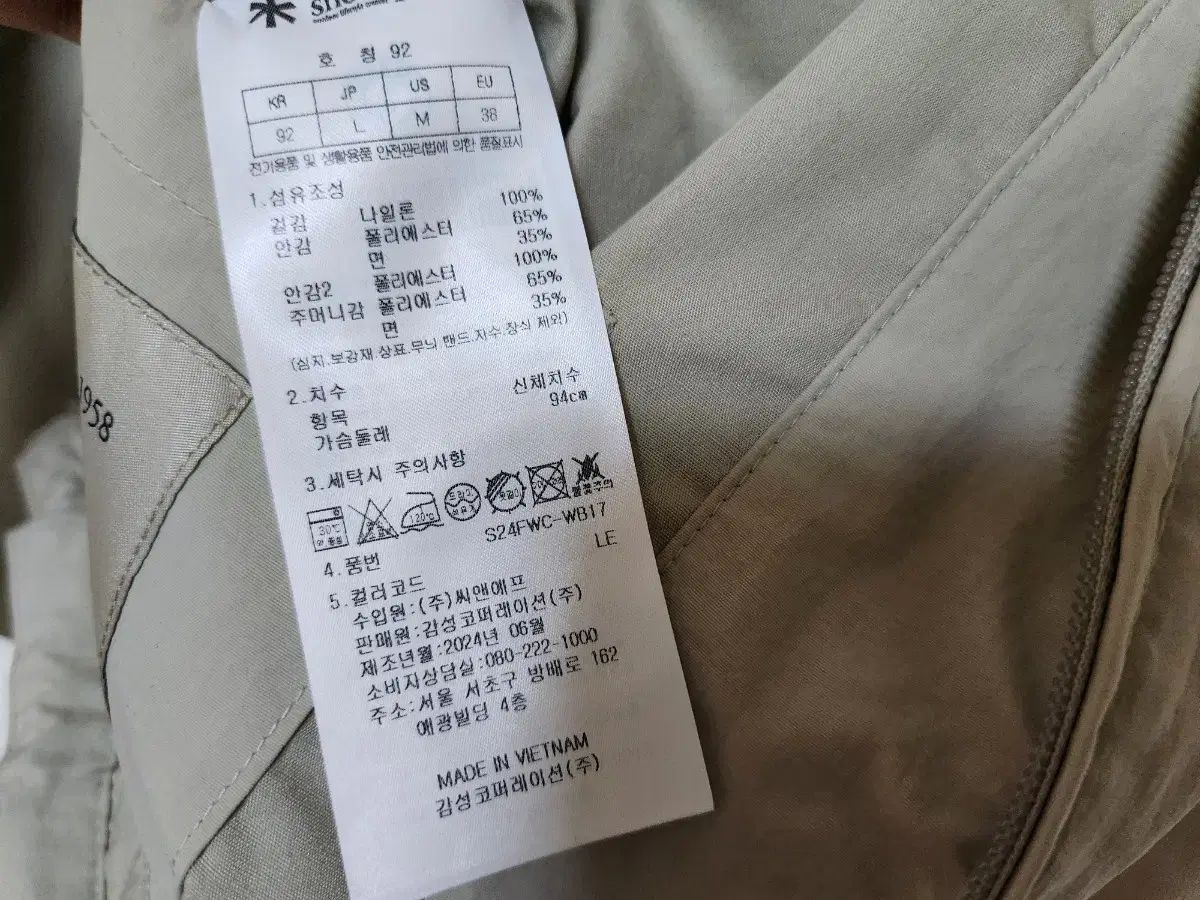 호 칭 92
KR JP US EU
92 L M 38
전기용품 및 생활용품 안전관리법에 의한 품질표시
1.섬유조성
겉감 나일론 100%
안감 폴리에스터 65%
면 35%
안감2 폴리에스터 100%
주머니감 폴리에스터 65%
면 35%
(심지.보강재.상표.무늬 밴드.자수.장식 제외)
2.치수
항목 신체치수
가슴둘레 94cm
3.세탁시 주의사항
30℃
120℃
4.품번 S24FWC-WB17
5.컬러코드 LE
수입원:(주)씨앤에프
판매원:감성코퍼레이션(주)
제조년월:2024년 06월
소비자상담실:080-222-1000
주소:서울 서초구 방배로 162
애광빌딩 4층
MADE IN VIETNAM
감성코퍼레이션(주)
1958